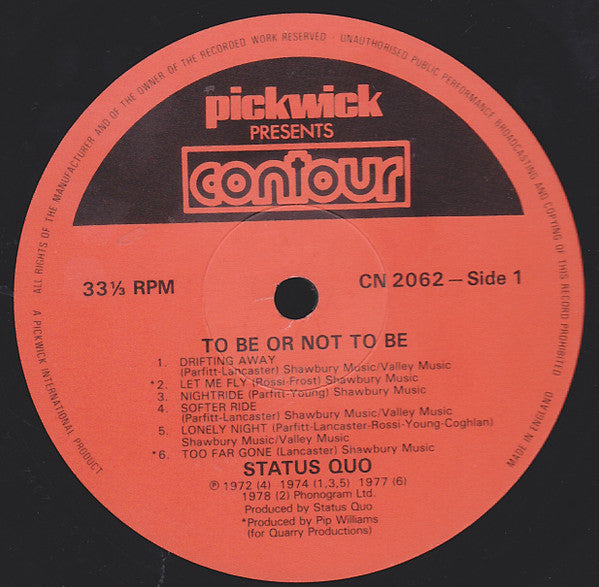 ALL RIGHTS OF THE MANUFACTURER AND OF THE OWNER OF THE RECORDED WORK RESERVED - UNAUTHORISED PUBLIC PERFORMANCE BROADCASTING AND COPYING OF THIS RECORD PROHIBITED
pickwick
PRESENTS
contour
33⅓ RPM
CN 2062 – Side 1
TO BE OR NOT TO BE
1. DRIFTING AWAY
(Parfitt-Lancaster) Shawbury Music/Valley Music
*2. LET ME FLY (Rossi-Frost) Shawbury Music
3. NIGHTRIDE (Parfitt-Young) Shawbury Music
4. SOFTER RIDE
(Parfitt-Lancaster) Shawbury Music/Valley Music
5. LONELY NIGHT (Parfitt-Lancaster-Rossi-Young-Coghlan)
Shawbury Music/Valley Music
*6. TOO FAR GONE (Lancaster) Shawbury Music
STATUS QUO
℗ 1972 (4) 1974 (1,3,5) 1977 (6)
1978 (2) Phonogram Ltd.
Produced by Status Quo
*Produced by Pip Williams
(for Quarry Productions)
A PICKWICK INTERNATIONAL PRODUCT
MADE IN ENGLAND